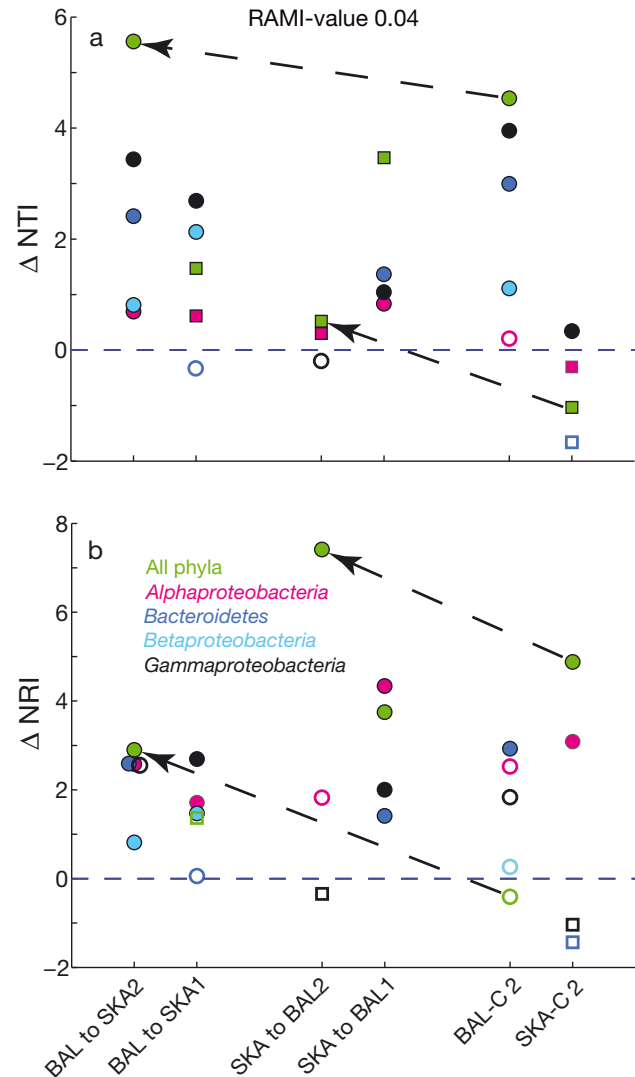 RAMI-value 0.04
a
6
4
2
0
−2
Δ NTI
b
8
6
4
2
0
−2
Δ NRI
All phyla
Alphaproteobacteria
Bacteroidetes
Betaproteobacteria
Gammaproteobacteria
BAL to SKA2
BAL to SKA1
SKA to BAL2
SKA to BAL1
BAL-C 2
SKA-C 2